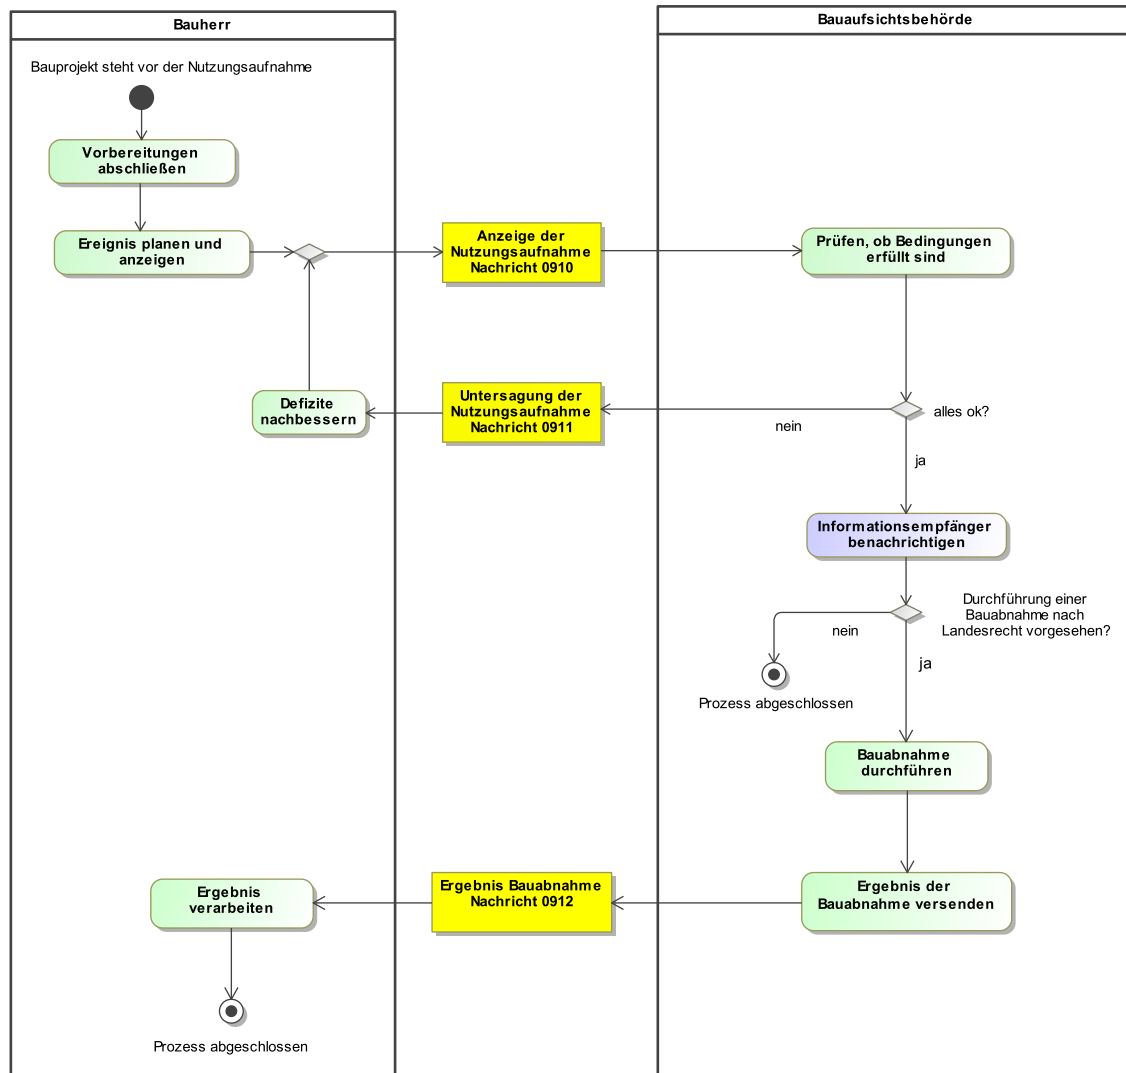 Bauherr
Bauaufsichtsbehörde
Bauprojekt steht vor der Nutzungsaufnahme
Vorbereitungen
abschließen
Ereignis planen und
anzeigen
Anzeige der
Nutzungsaufnahme
Nachricht 0910
Prüfen, ob Bedingungen
erfüllt sind
Defizite
nachbessern
Untersagung der
Nutzungsaufnahme
Nachricht 0911
nein
alles ok?
ja
Informationsempfänger
benachrichtigen
Durchführung einer
Bauabnahme nach
Landesrecht vorgesehen?
nein
ja
Prozess abgeschlossen
Bauabnahme
durchführen
Ergebnis
verarbeiten
Ergebnis Bauabnahme
Nachricht 0912
Ergebnis der
Bauabnahme versenden
Prozess abgeschlossen